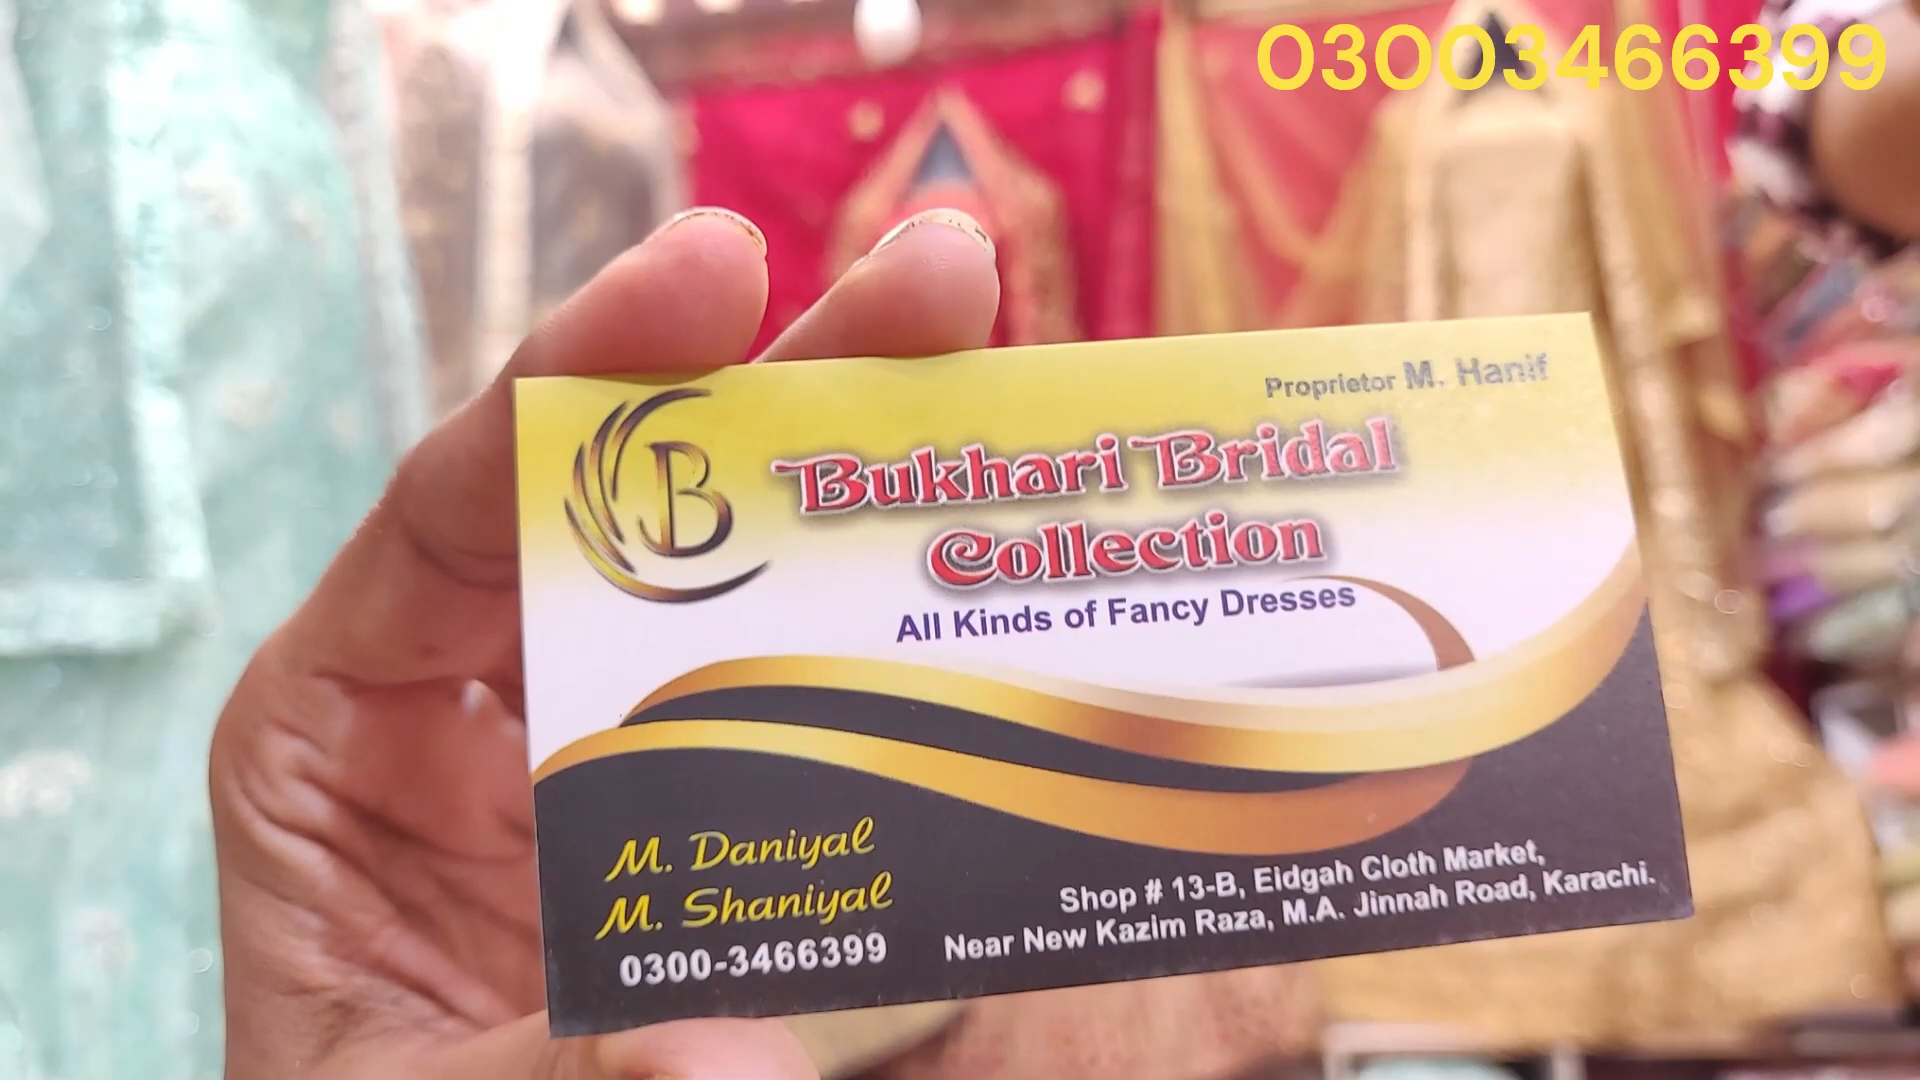 03003466399
Proprietor M. Hanif
B
Bukhari Bridal
Collection
All Kinds of Fancy Dresses
M. Daniyal
M. Shaniyal
0300-3466399
Shop # 13-B, Eidgah Cloth Market,
Near New Kazim Raza, M.A. Jinnah Road, Karachi.